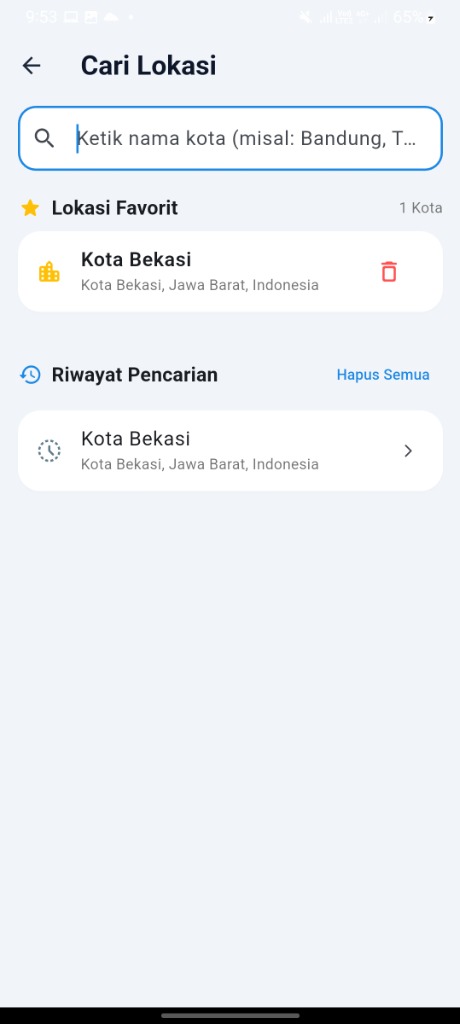 9:53
65%
Cari Lokasi
Ketik nama kota (misal: Bandung, T...
Lokasi Favorit
1 Kota
Kota Bekasi
Kota Bekasi, Jawa Barat, Indonesia
Riwayat Pencarian
Hapus Semua
Kota Bekasi
Kota Bekasi, Jawa Barat, Indonesia